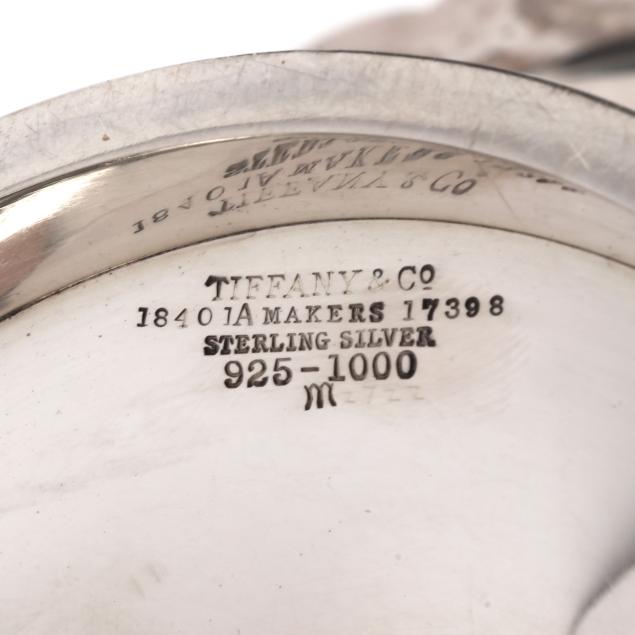 TIFFANY & Cº
18401A MAKERS 17398
STERLING SILVER
925-1000
m